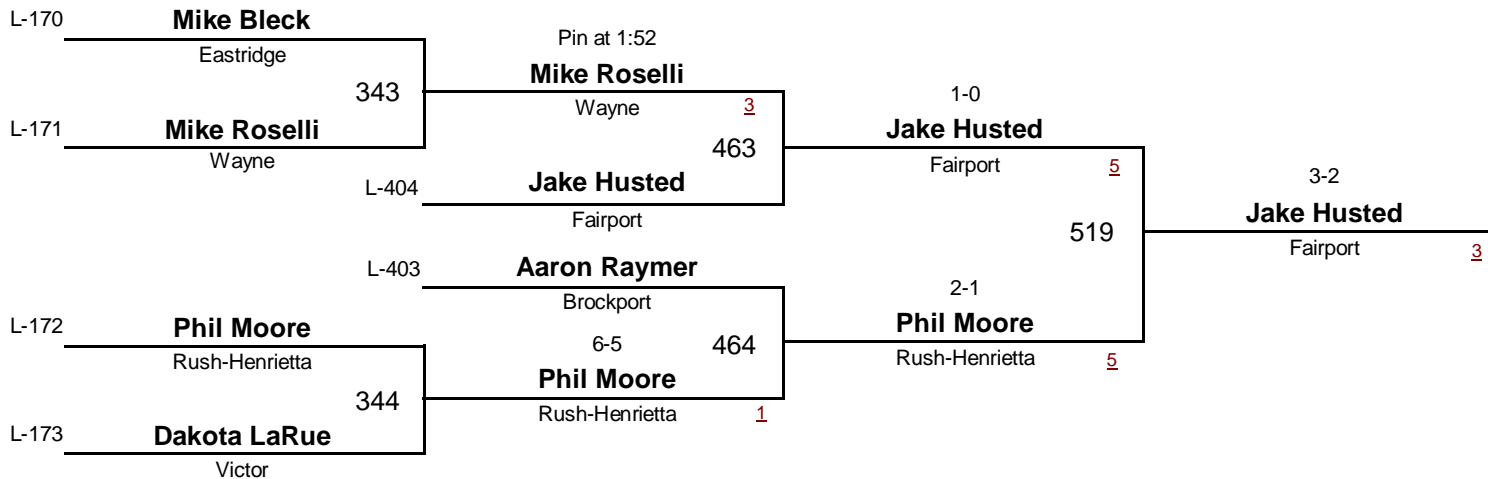 L-170
Mike Bleck
Eastridge
343
L-171
Mike Roselli
Wayne
Pin at 1:52
Mike Roselli
Wayne
3
463
L-404
Jake Husted
Fairport
1-0
Jake Husted
Fairport
5
519
3-2
Jake Husted
Fairport
3
L-403
Aaron Raymer
Brockport
464
2-1
Phil Moore
Rush-Henrietta
5
L-172
Phil Moore
Rush-Henrietta
344
6-5
Phil Moore
Rush-Henrietta
1
L-173
Dakota LaRue
Victor